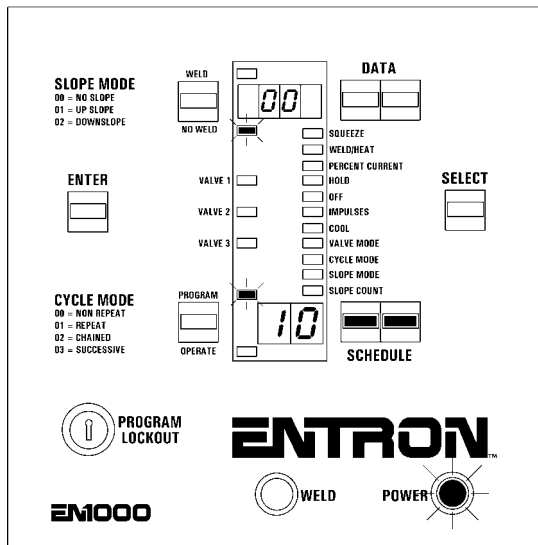 SLOPE MODE
00 = NO SLOPE
01 = UP SLOPE
02 = DOWNSLOPE
WELD
NO WELD
00
DATA
SQUEEZE
WELD/HEAT
PERCENT CURRENT
HOLD
OFF
IMPULSES
COOL
VALVE MODE
CYCLE MODE
SLOPE MODE
SLOPE COUNT
ENTER
VALVE 1
VALVE 2
VALVE 3
SELECT
CYCLE MODE
00 = NON REPEAT
01 = REPEAT
02 = CHAINED
03 = SUCCESSIVE
PROGRAM
OPERATE
10
SCHEDULE
PROGRAM
LOCKOUT
ENTRON™
WELD
POWER
EN1000